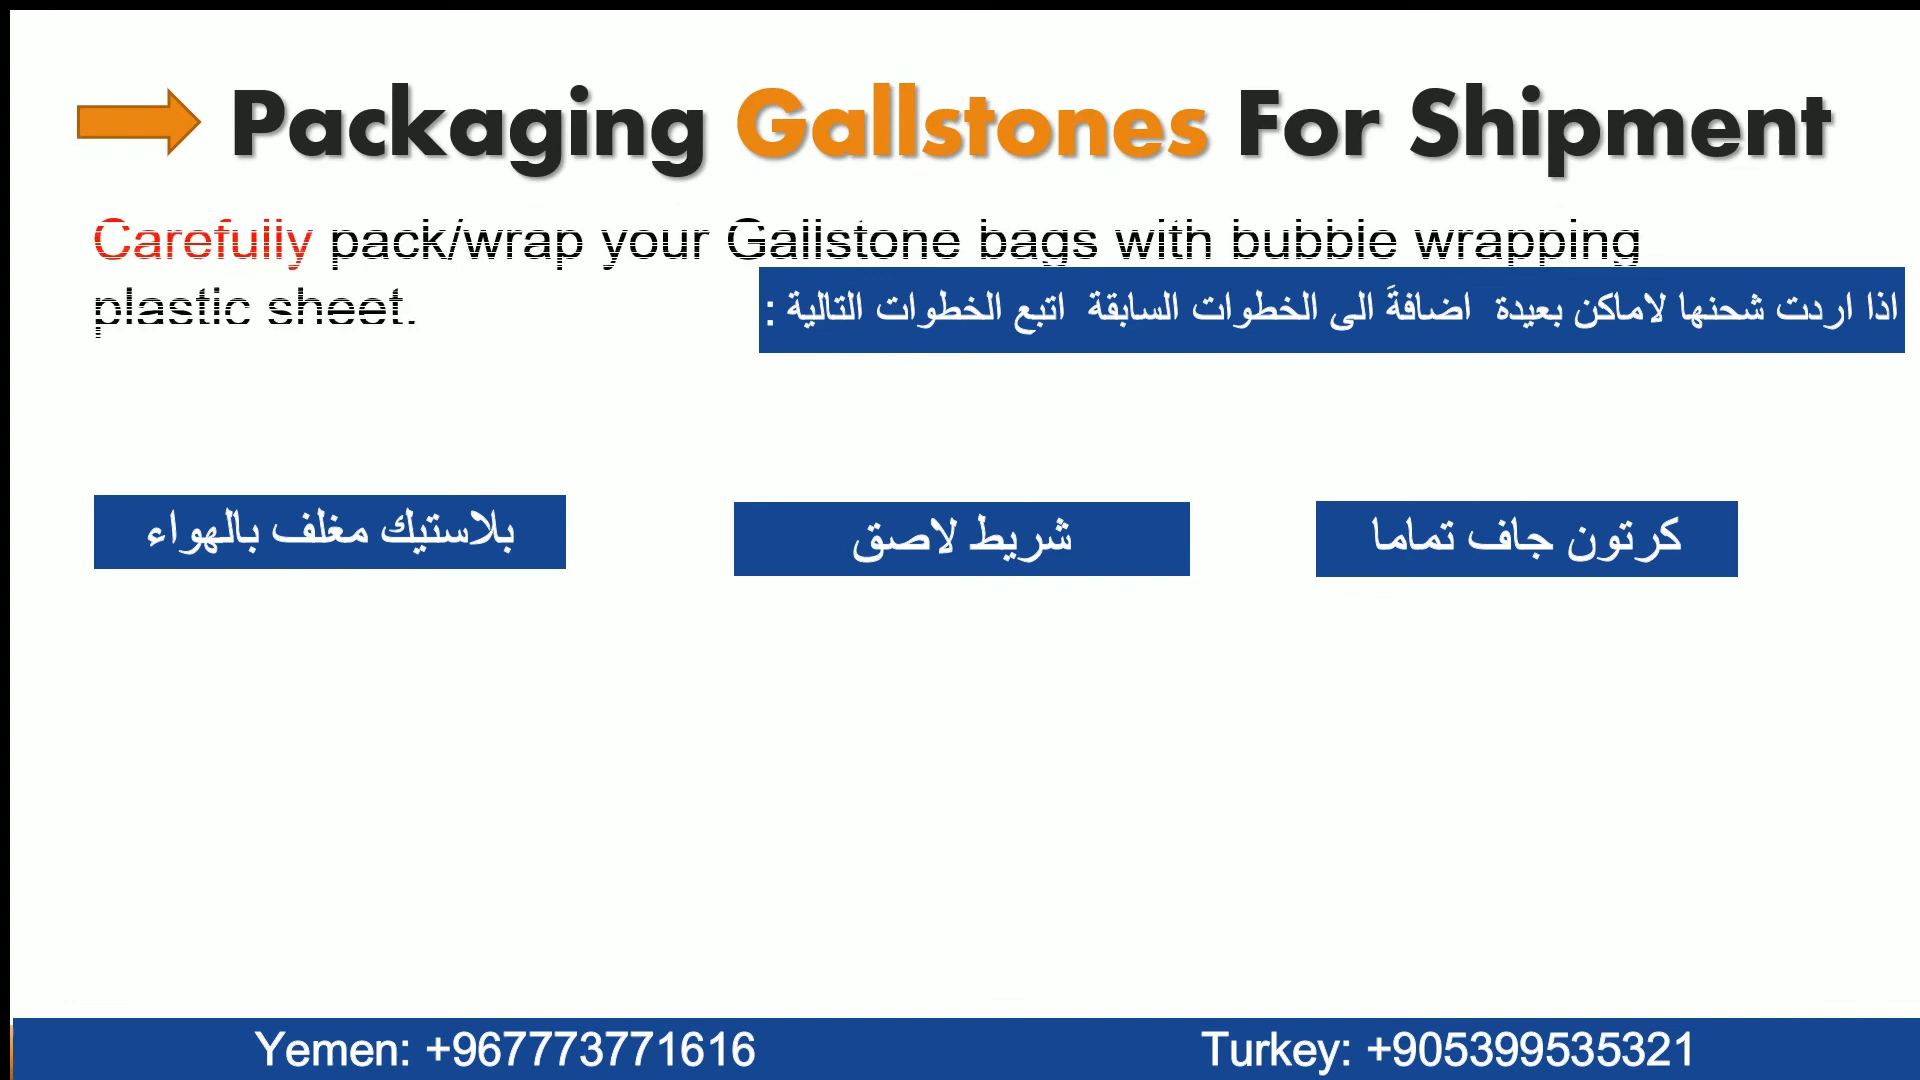 Packaging Gallstones For Shipment
Carefully pack/wrap your Gallstone bags with bubble wrapping
plastic sheet.
اذا اردت شحنها لاماكن بعيدة اضافةَ الى الخطوات السابقة اتبع الخطوات التالية :
بلاستيك مغلف بالهواء
شريط لاصق
كرتون جاف تماما
Yemen: +967773771616
Turkey: +905399535321